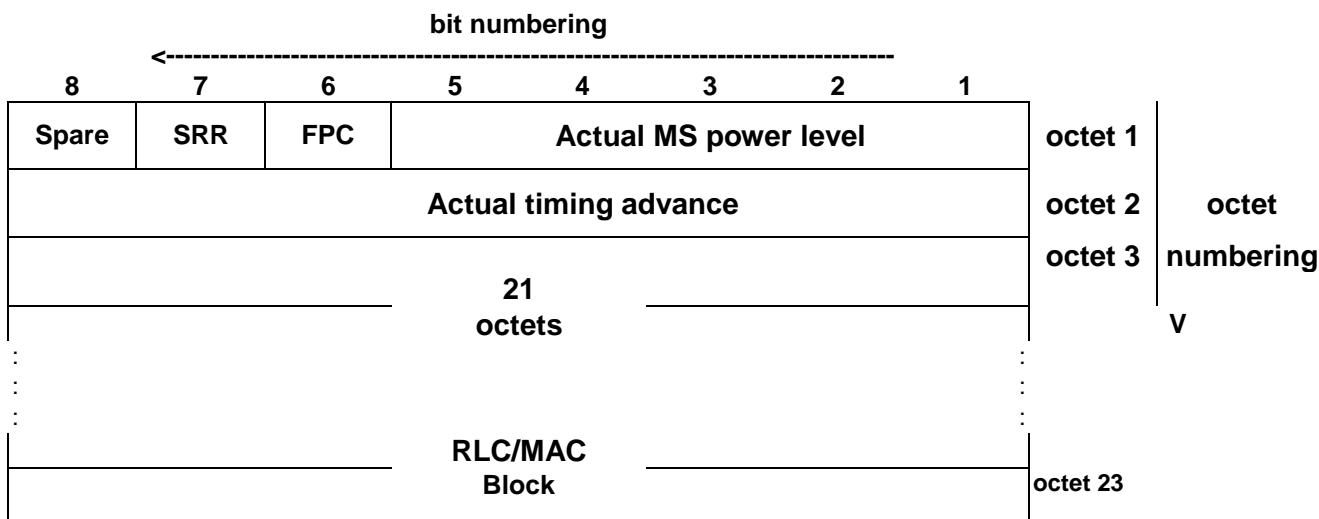 bit numbering
<-----------------------------------------------------------------------------------
8 7 6 5 4 3 2 1
Spare SRR FPC Actual MS power level octet 1
Actual timing advance octet 2 octet
octet 3 numbering
21
octets V
:
:
:
:
:
:
RLC/MAC
Block octet 23